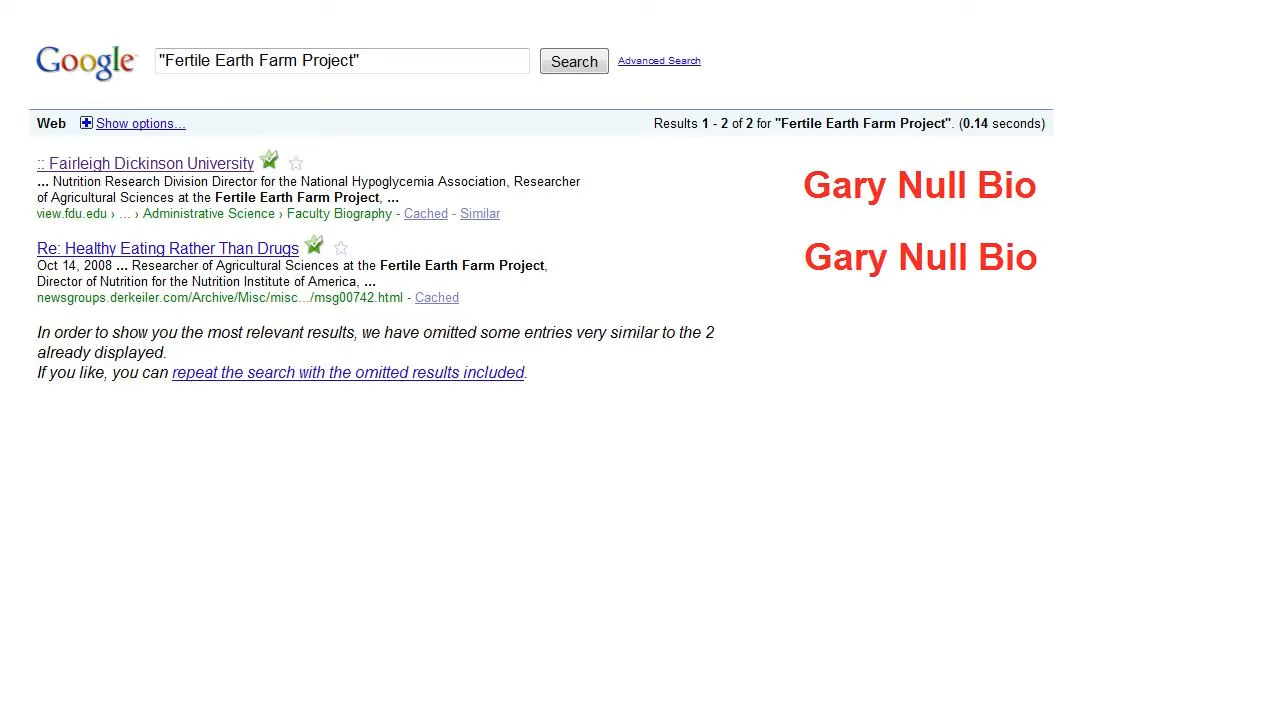 Google "Fertile Earth Farm Project" Search Advanced Search
Web Show options... Results 1 - 2 of 2 for "Fertile Earth Farm Project". (0.14 seconds)
:: Fairleigh Dickinson University
... Nutrition Research Division Director for the National Hypoglycemia Association, Researcher
of Agricultural Sciences at the Fertile Earth Farm Project, ...
view.fdu.edu › ... › Administrative Science › Faculty Biography - Cached - Similar
Gary Null Bio
Re: Healthy Eating Rather Than Drugs
Oct 14, 2008 ... Researcher of Agricultural Sciences at the Fertile Earth Farm Project,
Director of Nutrition for the Nutrition Institute of America, ...
newsgroups.derkeiler.com/Archive/Misc/misc.../msg00742.html - Cached
Gary Null Bio
In order to show you the most relevant results, we have omitted some entries very similar to the 2
already displayed.
If you like, you can repeat the search with the omitted results included.